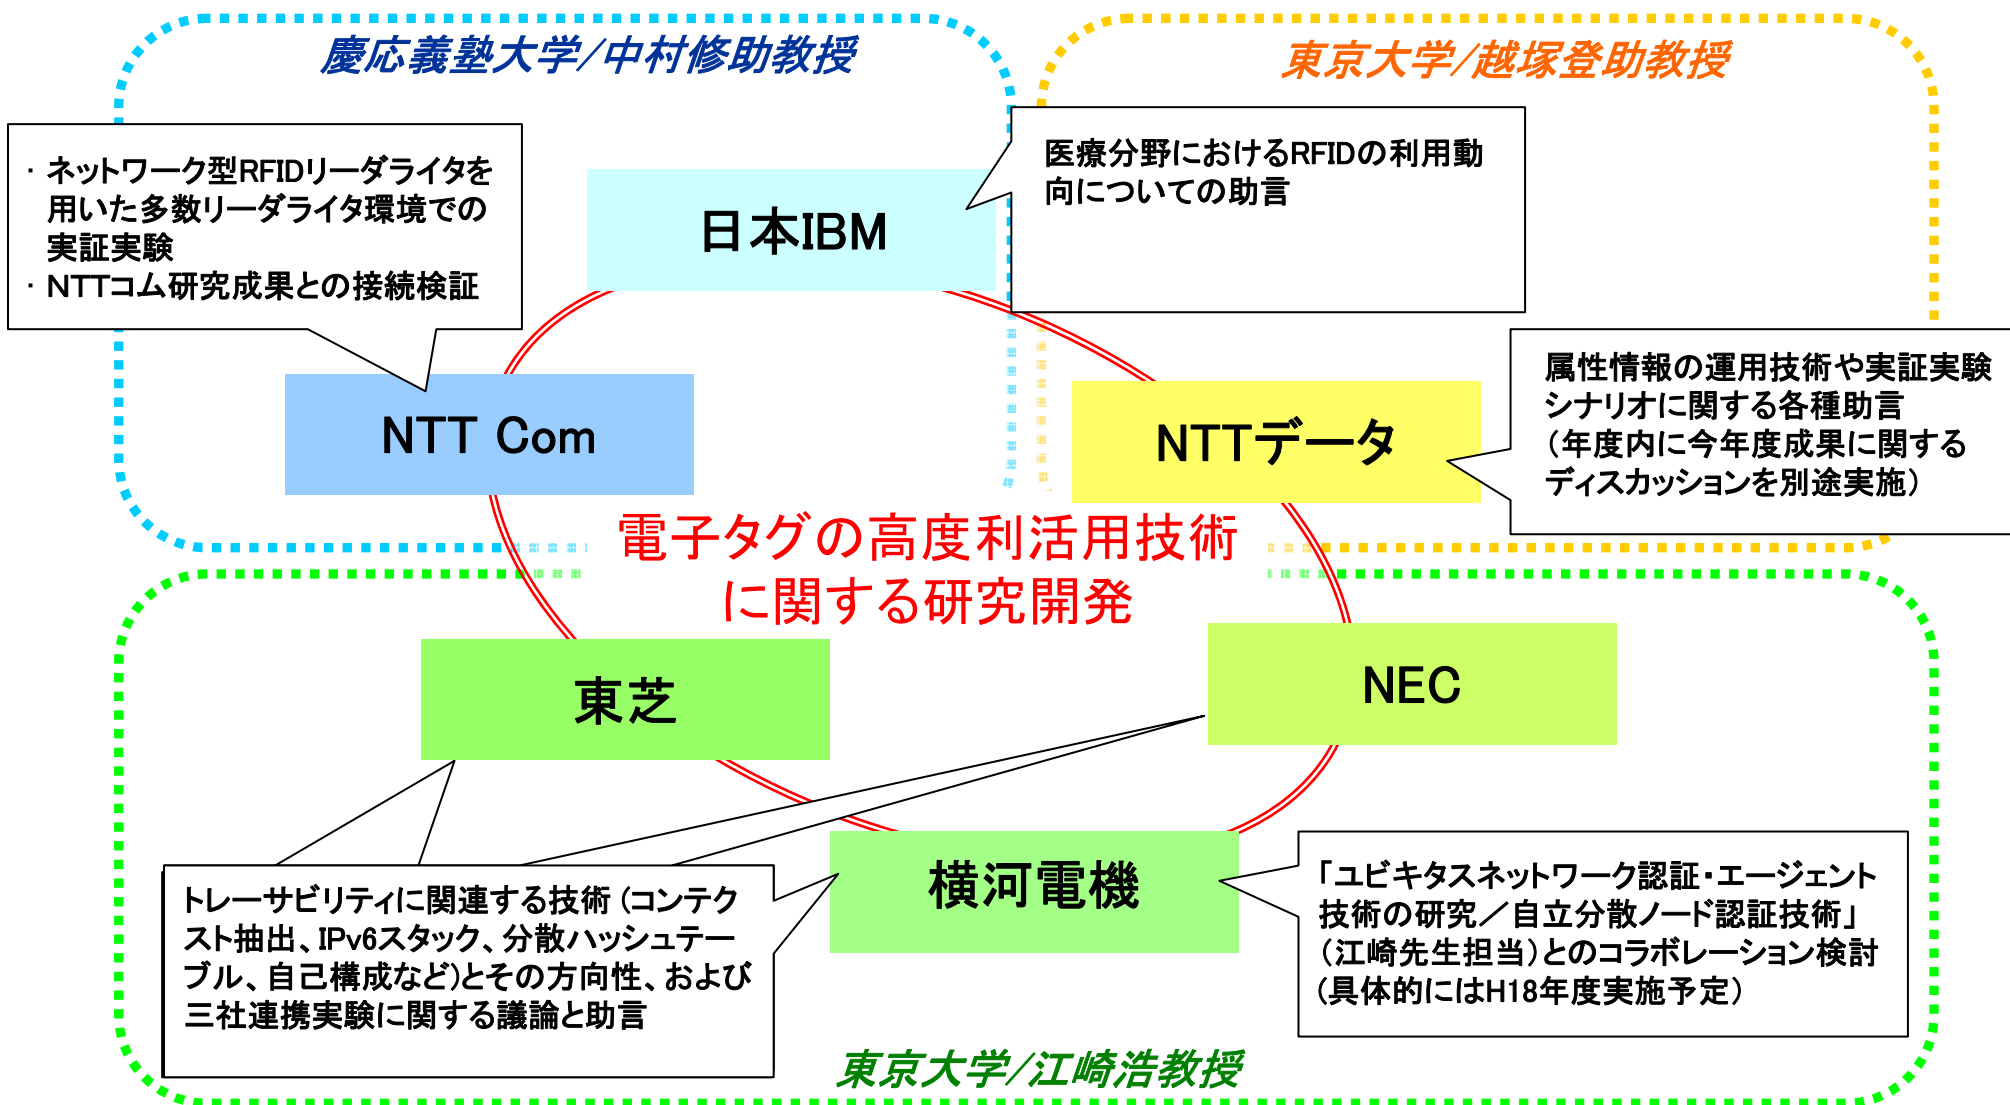 慶応義塾大学/中村修助教授
東京大学/越塚登助教授
・ネットワーク型RFIDリーダライタを
用いた多数リーダライタ環境での
実証実験
・NTTコム研究成果との接続検証
医療分野におけるRFIDの利用動
向についての助言
日本IBM
属性情報の運用技術や実証実験
シナリオに関する各種助言
（年度内に今年度成果に関する
ディスカッションを別途実施）
NTT Com
NTTデータ
電子タグの高度利活用技術
に関する研究開発
東芝
NEC
横河電機
トレーサビリティに関連する技術（コンテク
スト抽出、IPv6スタック、分散ハッシュテー
ブル、自己構成など）とその方向性、および
三社連携実験に関する議論と助言
「ユビキタスネットワーク認証・エージェント
技術の研究／自立分散ノード認証技術」
（江崎先生担当）とのコラボレーション検討
（具体的にはH18年度実施予定）
東京大学/江崎浩教授